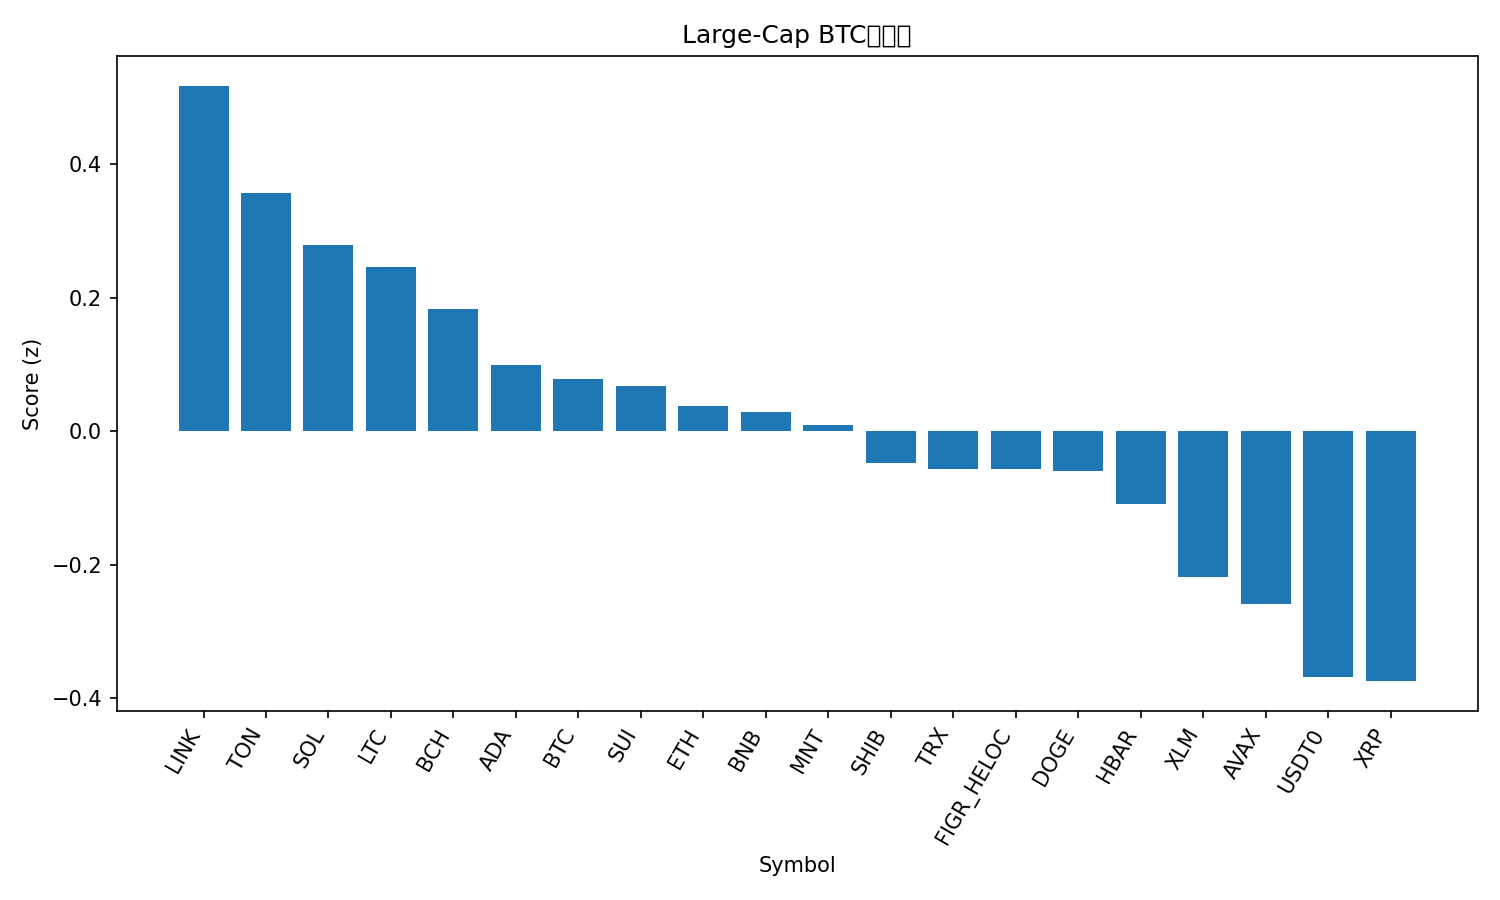 Large-Cap BTC
Score (z)
0.4
0.2
0.0
−0.2
−0.4
LINK
TON
SOL
LTC
BCH
ADA
BTC
SUI
ETH
BNB
MNT
SHIB
TRX
FIGR_HELOC
DOGE
HBAR
XLM
AVAX
USDT0
XRP
Symbol